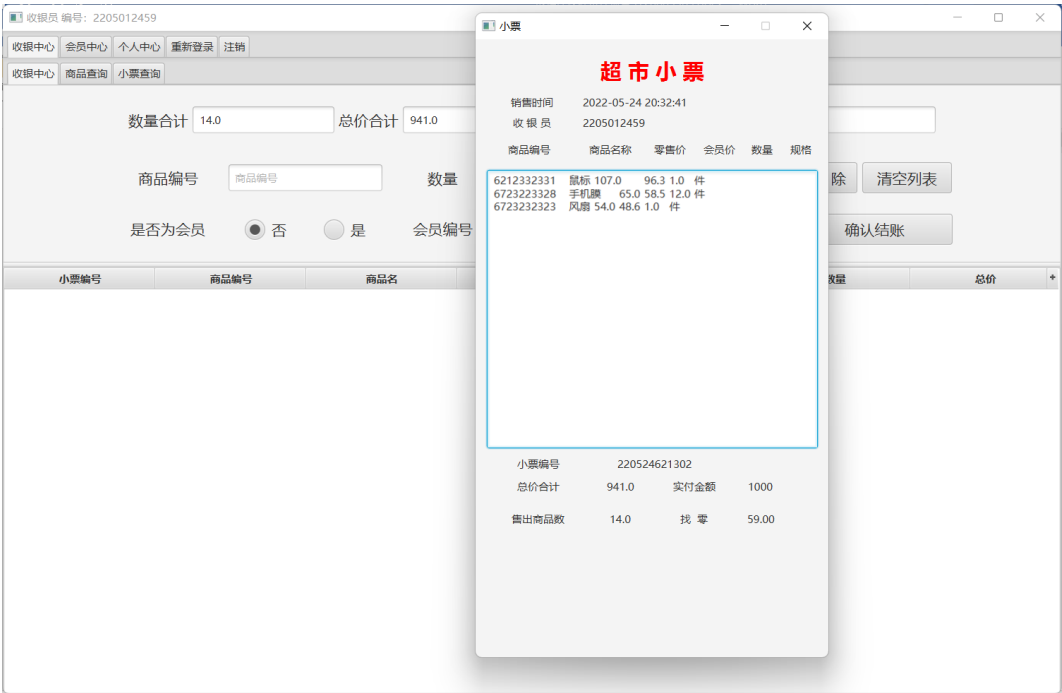 收银员 编号：2205012459
收银中心 会员中心 个人中心 重新登录 注销
收银中心 商品查询 小票查询
数量合计 14.0 总价合计 941.0
商品编号 商品编号 数量 除 清空列表
是否为会员 否 是 会员编号 确认结账
小票编号 商品编号 商品名 数量 总价 +
小票
超市小票
销售时间 2022-05-24 20:32:41
收 银 员 2205012459
商品编号 商品名称 零售价 会员价 数量 规格
6212332331 鼠标 107.0 96.3 1.0 件
6723223328 手机膜 65.0 58.5 12.0 件
6723232323 风扇 54.0 48.6 1.0 件
小票编号 220524621302
总价合计 941.0 实付金额 1000
售出商品数 14.0 找 零 59.00